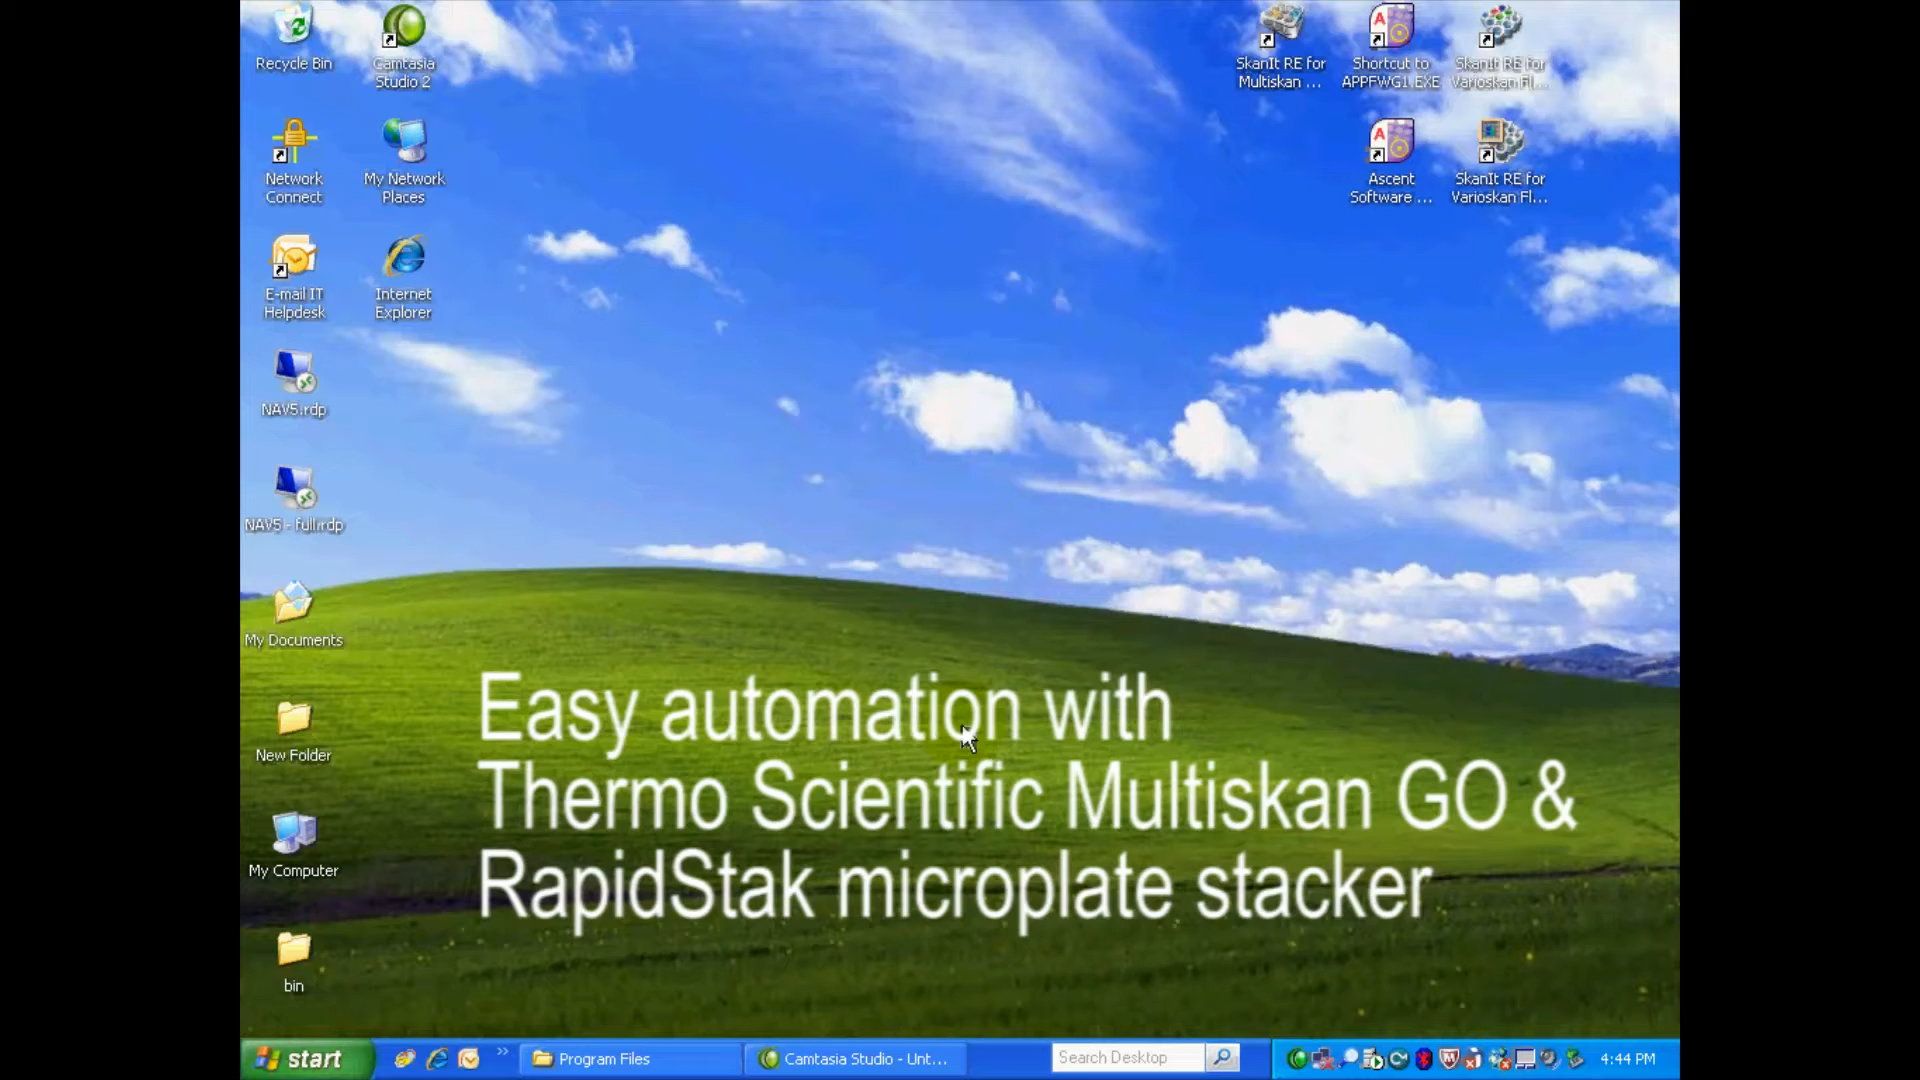 Recycle Bin
Camtasia
Studio 2
SkanIt RE for
Multiskan ...
Shortcut to
APPFWG1.EXE
SkanIt RE for
Varioskan Fl...
Network
Connect
My Network
Places
Ascent
Software ...
SkanIt RE for
Varioskan Fl...
E-mail IT
Helpdesk
Internet
Explorer
NAV5.rdp
NAV5 - full.rdp
My Documents
New Folder
My Computer
bin
Easy automation with
Thermo Scientific Multiskan GO &
RapidStak microplate stacker
start
Program Files
Camtasia Studio - Unt...
Search Desktop
4:44 PM